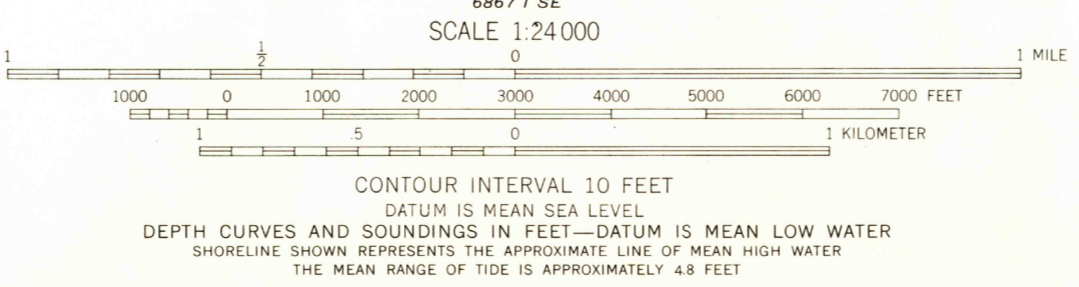 6867 I SE
SCALE 1:24 000
1 1/2 0 1 MILE
1000 0 1000 2000 3000 4000 5000 6000 7000 FEET
1 .5 0 1 KILOMETER
CONTOUR INTERVAL 10 FEET
DATUM IS MEAN SEA LEVEL
DEPTH CURVES AND SOUNDINGS IN FEET—DATUM IS MEAN LOW WATER
SHORELINE SHOWN REPRESENTS THE APPROXIMATE LINE OF MEAN HIGH WATER
THE MEAN RANGE OF TIDE IS APPROXIMATELY 4.8 FEET